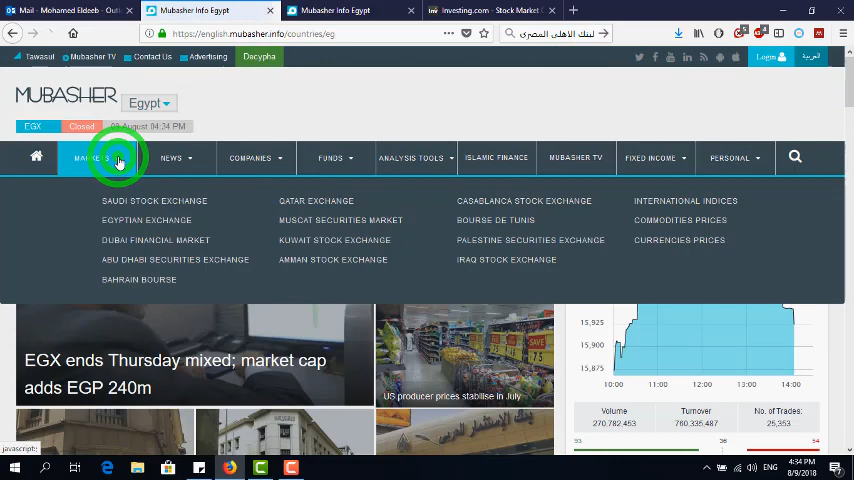 Mail - Mohamed Eldeeb - Outl
Mubasher Info Egypt
Mubasher Info Egypt
Investing.com - Stock Market
https://english.mubasher.info/countries/eg
لبنك الاهلى المصرى
Tawasul
Mubasher TV
Contact Us
Advertising
Decypha
Login
العربية
MUBASHER
Egypt
EGX
Closed
09 August 04:34 PM
MARKETS
NEWS
COMPANIES
FUNDS
ANALYSIS TOOLS
ISLAMIC FINANCE
MUBASHER TV
FIXED INCOME
PERSONAL
SAUDI STOCK EXCHANGE
QATAR EXCHANGE
CASABLANCA STOCK EXCHANGE
INTERNATIONAL INDICES
EGYPTIAN EXCHANGE
MUSCAT SECURITIES MARKET
BOURSE DE TUNIS
COMMODITIES PRICES
DUBAI FINANCIAL MARKET
KUWAIT STOCK EXCHANGE
PALESTINE SECURITIES EXCHANGE
CURRENCIES PRICES
ABU DHABI SECURITIES EXCHANGE
AMMAN STOCK EXCHANGE
IRAQ STOCK EXCHANGE
BAHRAIN BOURSE
EGX ends Thursday mixed; market cap
adds EGP 240m
US producer prices stabilise in July
15,925
15,900
15,875
10:00 11:00 12:00 13:00 14:00
Volume
270,782,453
Turnover
760,335,487
No. of Trades:
25,353
93
36
54
javascript:;
ENG
4:34 PM
8/9/2018